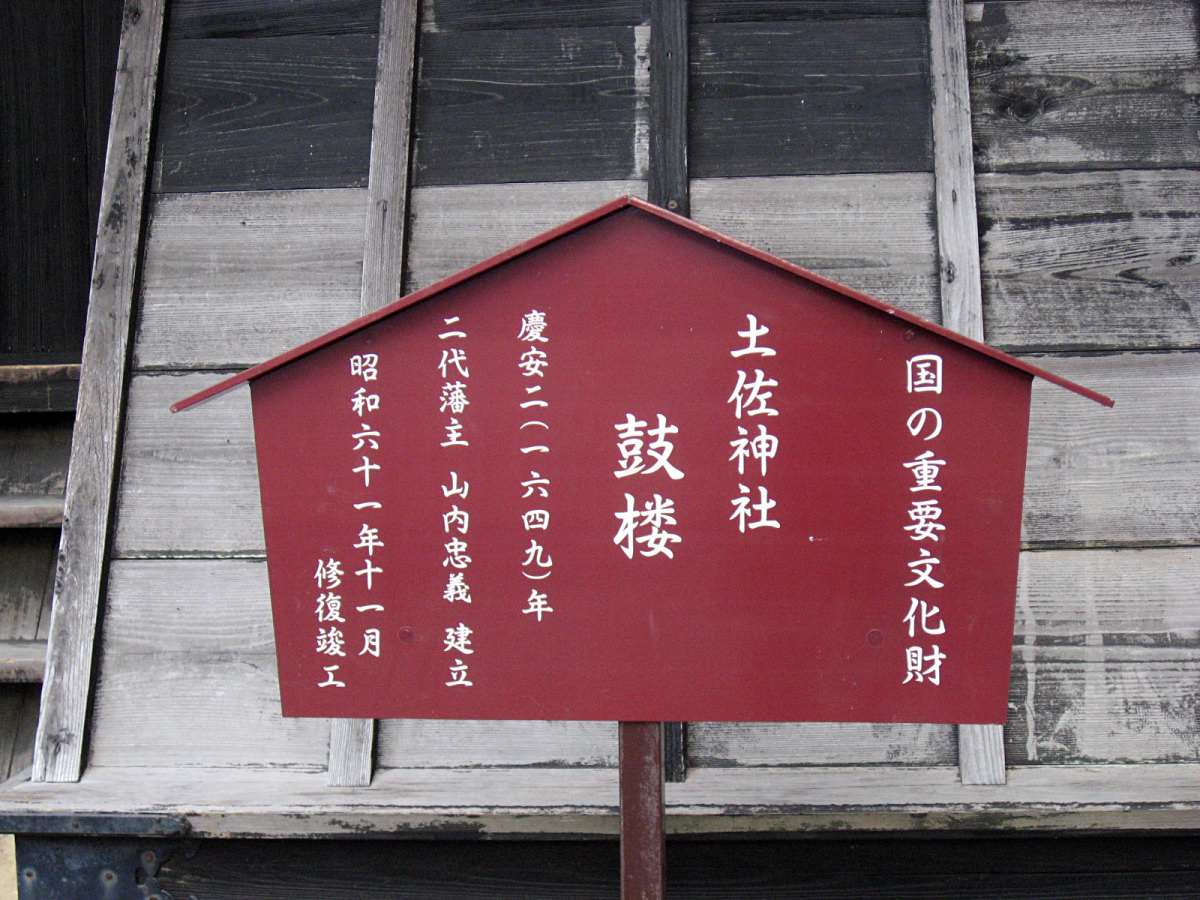 国の重要文化財
土佐神社
鼓楼
慶安二(一六四九)年
二代藩主 山内忠義 建立
昭和六十一年十一月
修復竣工